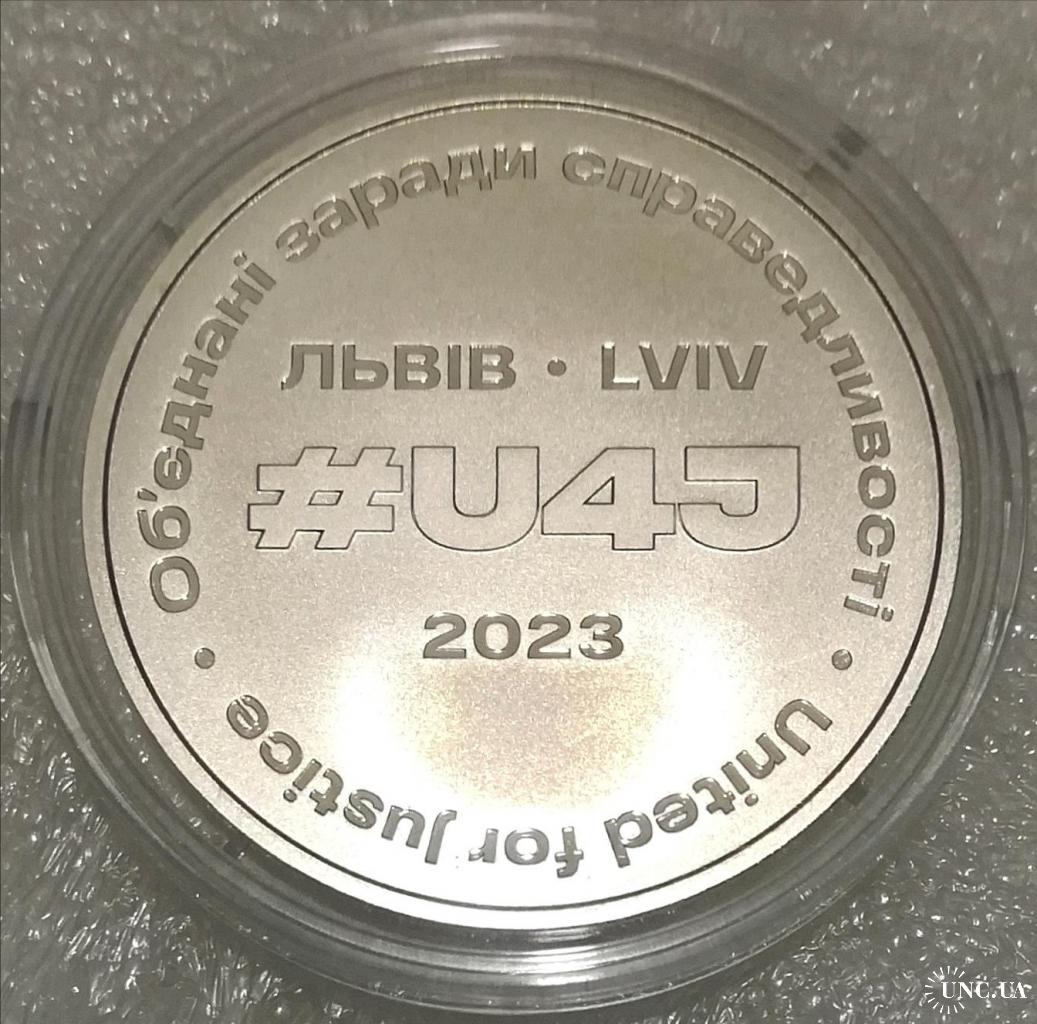 Об'єднані заради справедливості
ЛЬВІВ • LVIV
#U4J
2023
• United for justice •
UNC.UA